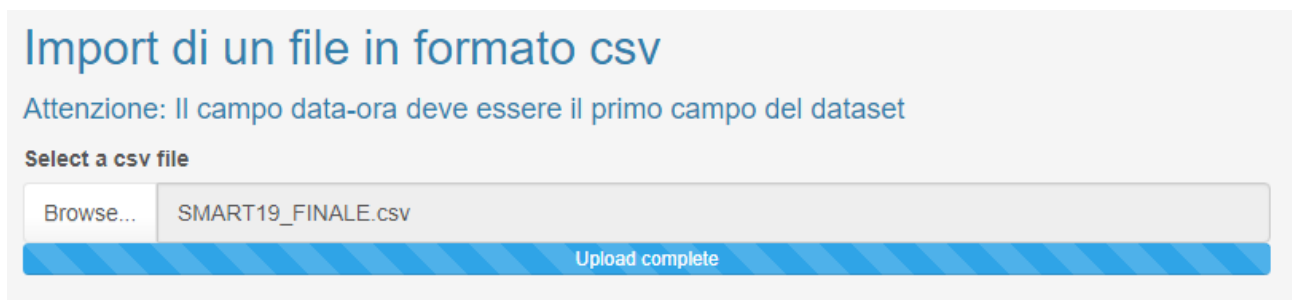 Import di un file in formato csv
Attenzione: Il campo data-ora deve essere il primo campo del dataset
Select a csv file
Browse... SMART19_FINALE.csv
Upload complete